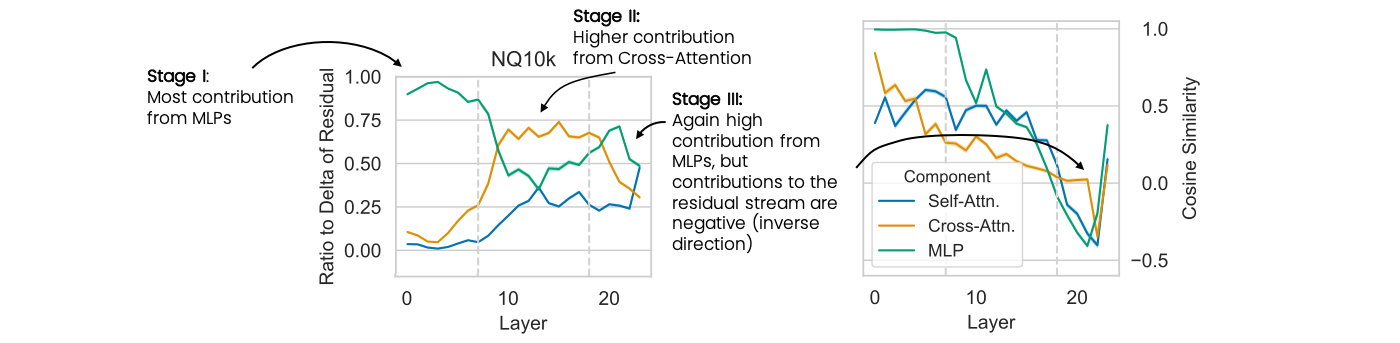 Stage I:
Most contribution
from MLPs
NQ10k
Stage II:
Higher contribution
from Cross-Attention
Stage III:
Again high
contribution from
MLPs, but
contributions to the
residual stream are
negative (inverse
direction)
Ratio to Delta of Residual
1.00
0.75
0.50
0.25
0.00
0
10
20
Layer
Component
Self-Attn.
Cross-Attn.
MLP
1.0
0.5
0.0
−0.5
Cosine Similarity
0
10
20
Layer